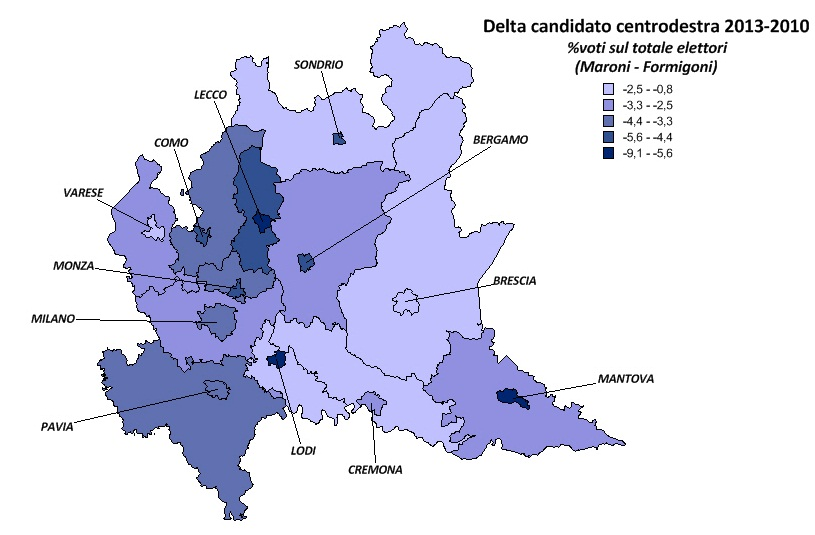 Delta candidato centrodestra 2013-2010
%voti sul totale elettori
(Maroni - Formigoni)
-2,5 - -0,8
-3,3 - -2,5
-4,4 - -3,3
-5,6 - -4,4
-9,1 - -5,6
SONDRIO
LECCO
COMO
BERGAMO
VARESE
MONZA
BRESCIA
MILANO
MANTOVA
PAVIA
LODI
CREMONA